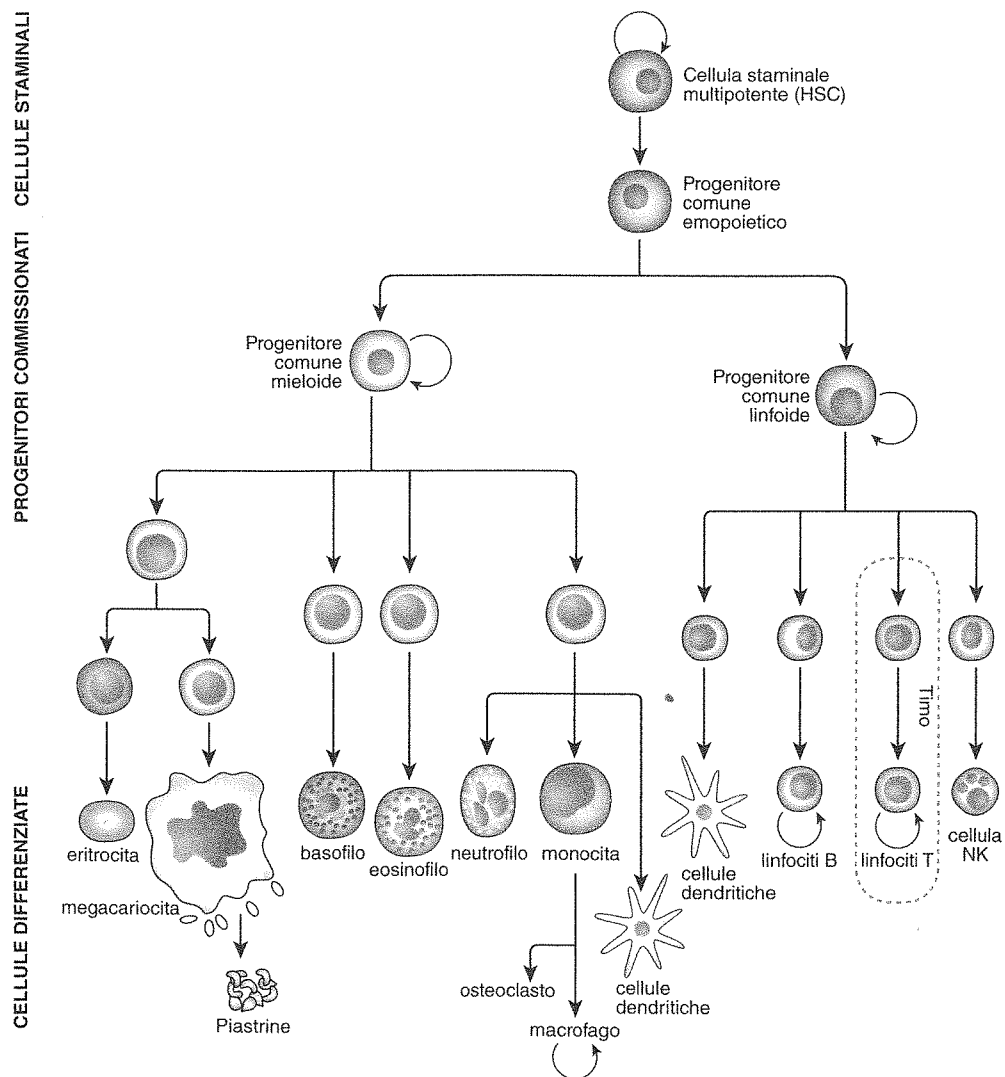 CELLULE STAMINALI
PROGENITORI COMMISSIONATI
CELLULE DIFFERENZIATE
Cellula staminale
multipotente (HSC)
Progenitore
comune
emopoietico
Progenitore
comune
mieloide
Progenitore
comune
linfoide
Timo
eritrocita
megacariocita
Piastrine
basofilo
eosinofilo
neutrofilo
monocita
osteoclasto
macrofago
cellule
dendritiche
cellule
dendritiche
linfociti B
linfociti T
cellula
NK